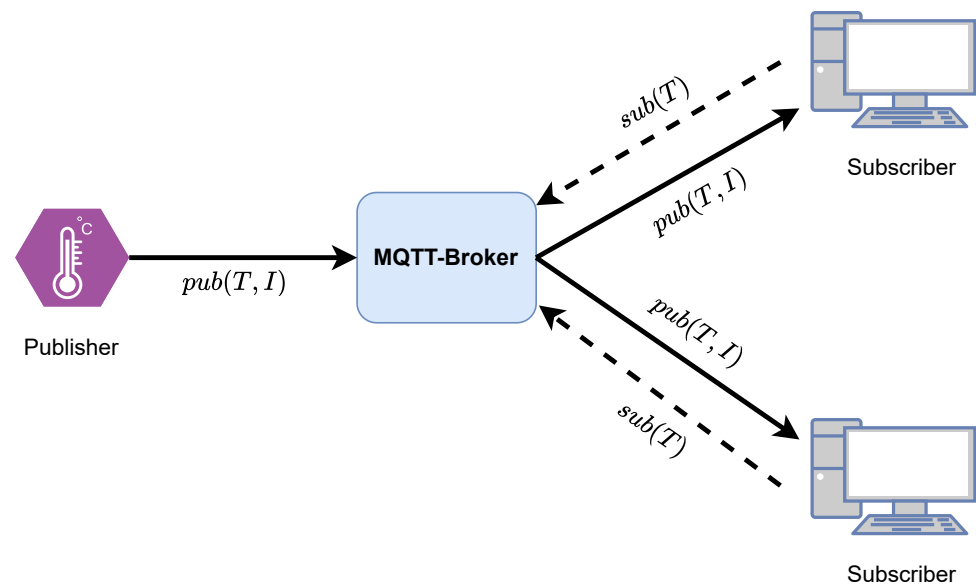 Subscriber
sub(T)
pub(T, I)
°C
MQTT-Broker
pub(T, I)
Publisher
pub(T, I)
sub(T)
Subscriber